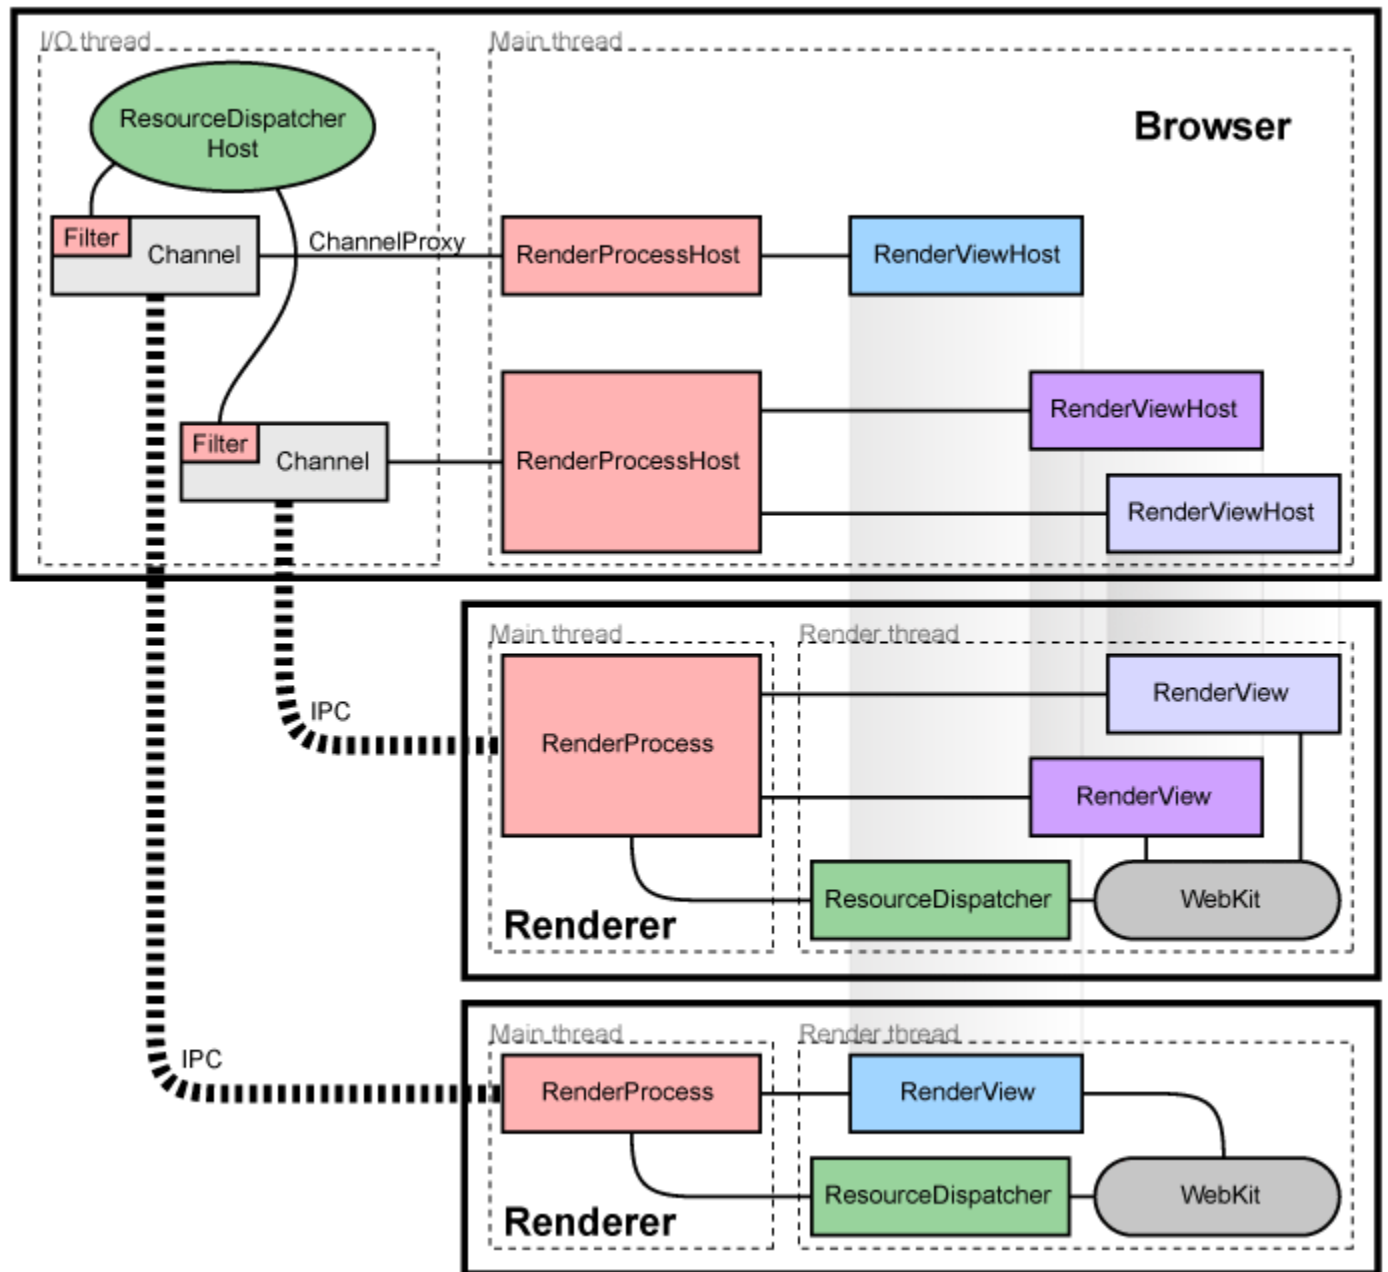 I/O thread
Main thread
ResourceDispatcher
Host
Browser
Filter
Channel
ChannelProxy
RenderProcessHost
RenderViewHost
RenderViewHost
Filter
Channel
RenderProcessHost
RenderViewHost
Main thread
Render thread
RenderView
IPC
RenderProcess
RenderView
ResourceDispatcher
WebKit
Renderer
Main thread
Render thread
IPC
RenderProcess
RenderView
ResourceDispatcher
WebKit
Renderer